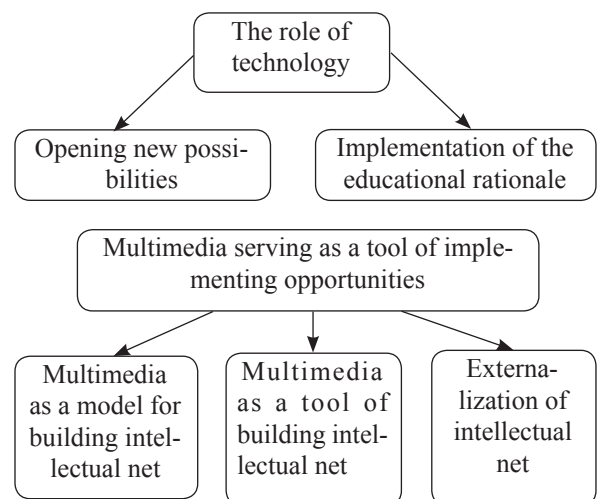 The role of
technology
Opening new possi-
bilities
Implementation of the
educational rationale
Multimedia serving as a tool of imple-
menting opportunities
Multimedia
as a model for
building intel-
lectual net
Multimedia
as a tool of
building intel-
lectual net
Externa-
lization of
intellectual
net